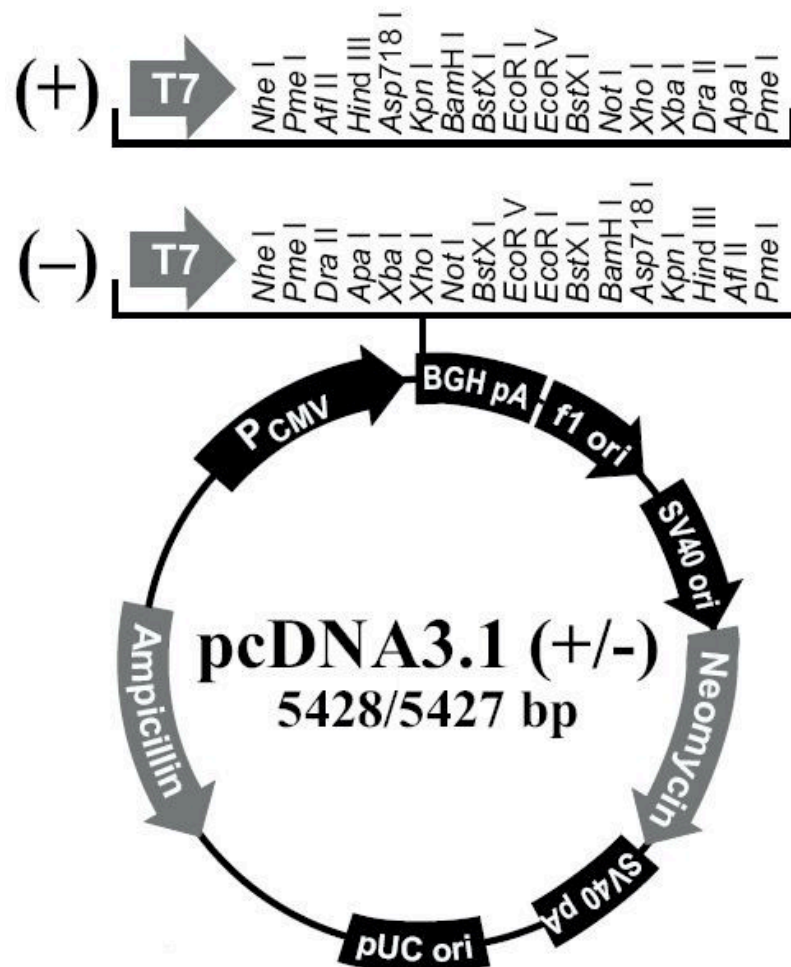 (+)
T7
Nhe I
Pme I
Afl II
Hind III
Asp718 I
Kpn I
BamH I
BstX I
EcoR I
EcoR V
BstX I
Not I
Xho I
Xba I
Dra II
Apa I
Pme I
(–)
T7
Nhe I
Pme I
Dra II
Apa I
Xba I
Xho I
Not I
BstX I
EcoR V
EcoR I
BstX I
BamH I
Asp718 I
Kpn I
Hind III
Afl II
Pme I
PCMV
BGH pA
f1 ori
SV40 ori
Neomycin
SV40 pA
pUC ori
Ampicillin
pcDNA3.1 (+/-)
5428/5427 bp